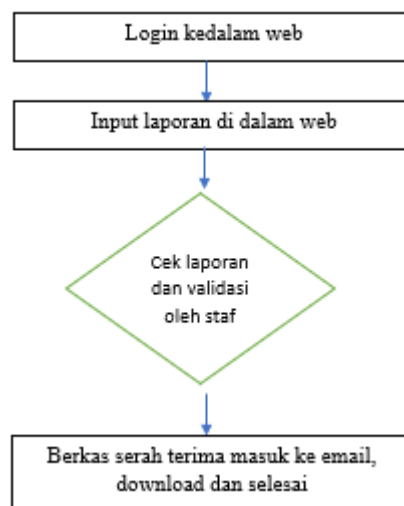 Login kedalam web
Input laporan di dalam web
Cek laporan
dan validasi
oleh staf
Berkas serah terima masuk ke email,
download dan selesai